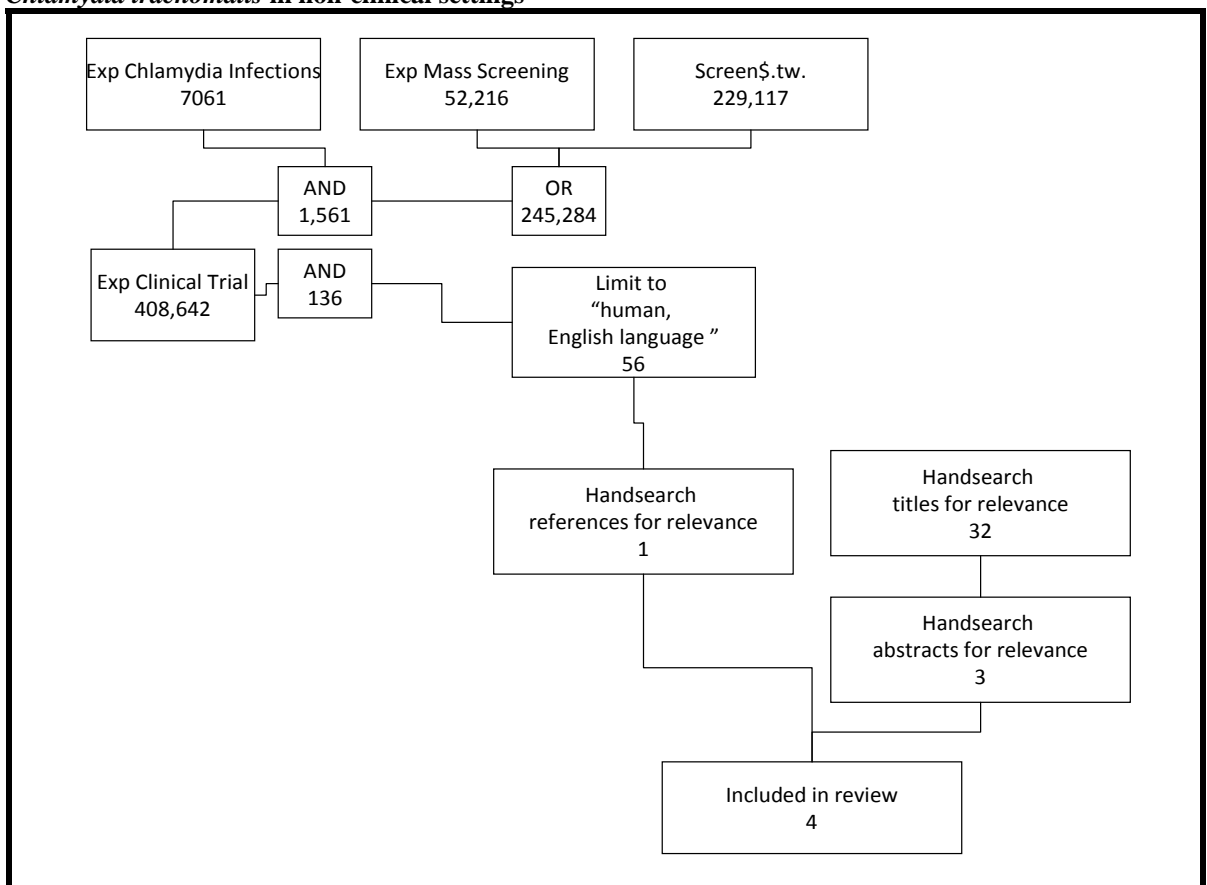 Chlamydia trachomatis in non-clinical settings
Exp Chlamydia Infections
7061
Exp Mass Screening
52,216
Screen$.tw.
229,117
AND
1,561
OR
245,284
Exp Clinical Trial
408,642
AND
136
Limit to
“human,
English language ”
56
Handsearch
references for relevance
1
Handsearch
titles for relevance
32
Handsearch
abstracts for relevance
3
Included in review
4